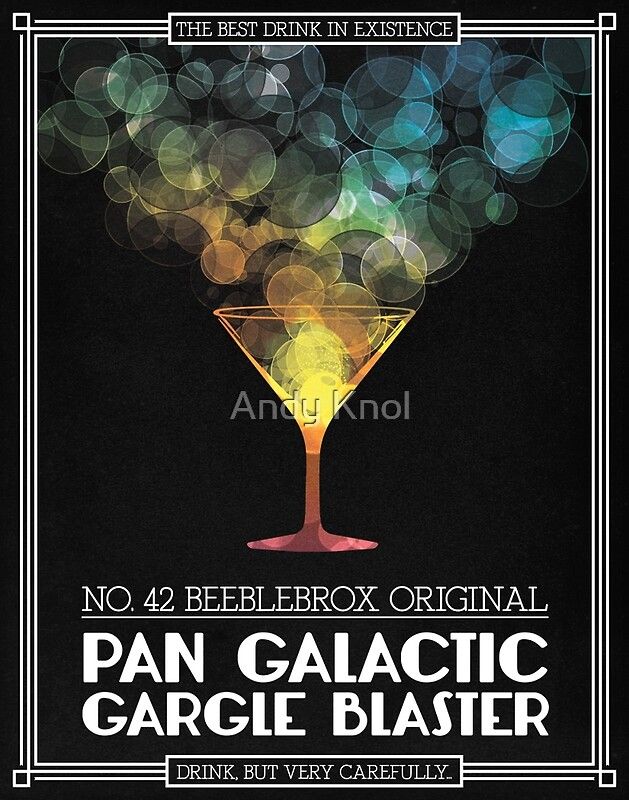 THE BEST DRINK IN EXISTENCE
Andy Knol
NO. 42 BEEBLEBROX ORIGINAL
PAN GALACTIC
GARGLE BLASTER
DRINK, BUT VERY CAREFULLY...